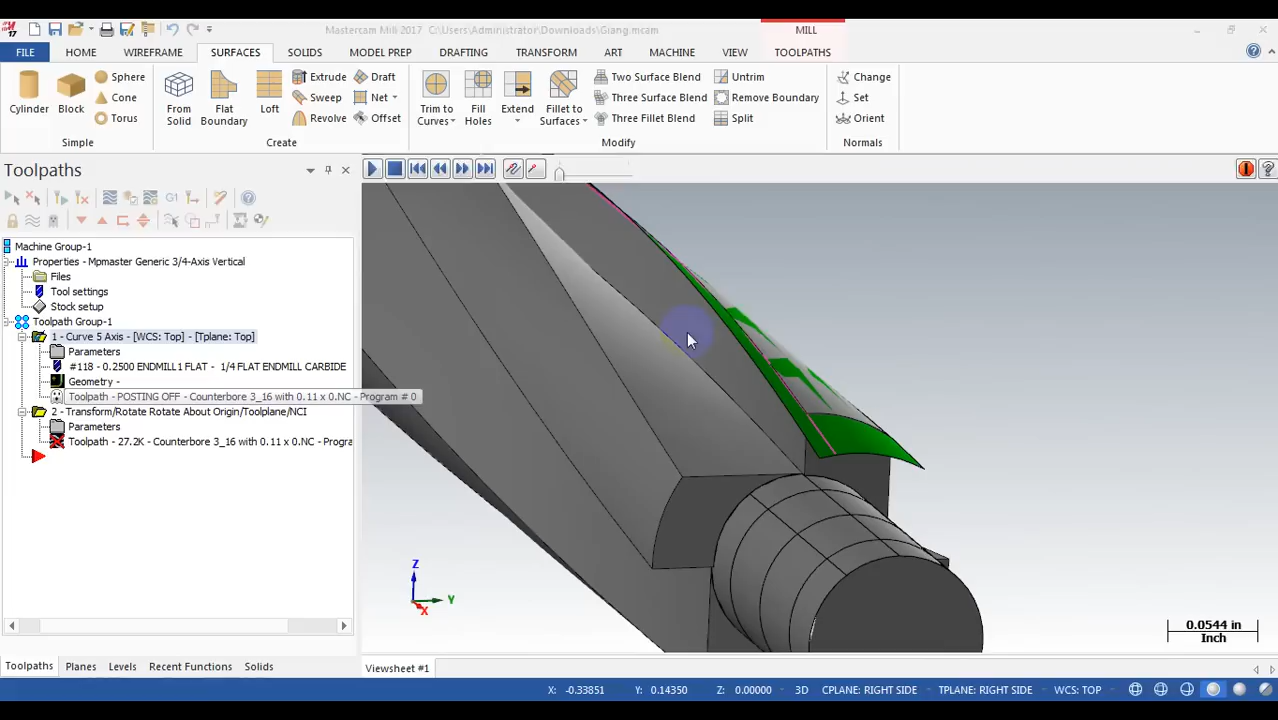 Mastercam Mill 2017 C:\Users\Administrator\Downloads\Giang.mcam
MILL
FILE HOME WIREFRAME SURFACES SOLIDS MODEL PREP DRAFTING TRANSFORM ART MACHINE VIEW TOOLPATHS
Cylinder Block Sphere Cone Torus
Simple
From Solid Flat Boundary Loft Extrude Sweep Revolve Draft Net Offset
Create
Trim to Curves Fill Holes Extend Fillet to Surfaces Two Surface Blend Three Surface Blend Three Fillet Blend Untrim Remove Boundary Split
Modify
Change Set Orient
Normals
Toolpaths
G1
Machine Group-1
Properties - Mpmaster Generic 3/4-Axis Vertical
Files
Tool settings
Stock setup
Toolpath Group-1
1 - Curve 5 Axis - [WCS: Top] - [Tplane: Top]
Parameters
#118 - 0.2500 ENDMILL1 FLAT - 1/4 FLAT ENDMILL CARBIDE
Geometry -
Toolpath - POSTING OFF - Counterbore 3_16 with 0.11 x 0.NC - Program # 0
2 - Transform/Rotate Rotate About Origin/Toolplane/NCI
Parameters
Toolpath - 27.2K - Counterbore 3_16 with 0.11 x 0.NC - Progra
Z
Y
X
0.0544 in
Inch
Toolpaths Planes Levels Recent Functions Solids
Viewsheet #1
X: -0.33851 Y: 0.14350 Z: 0.00000 3D CPLANE: RIGHT SIDE TPLANE: RIGHT SIDE WCS: TOP